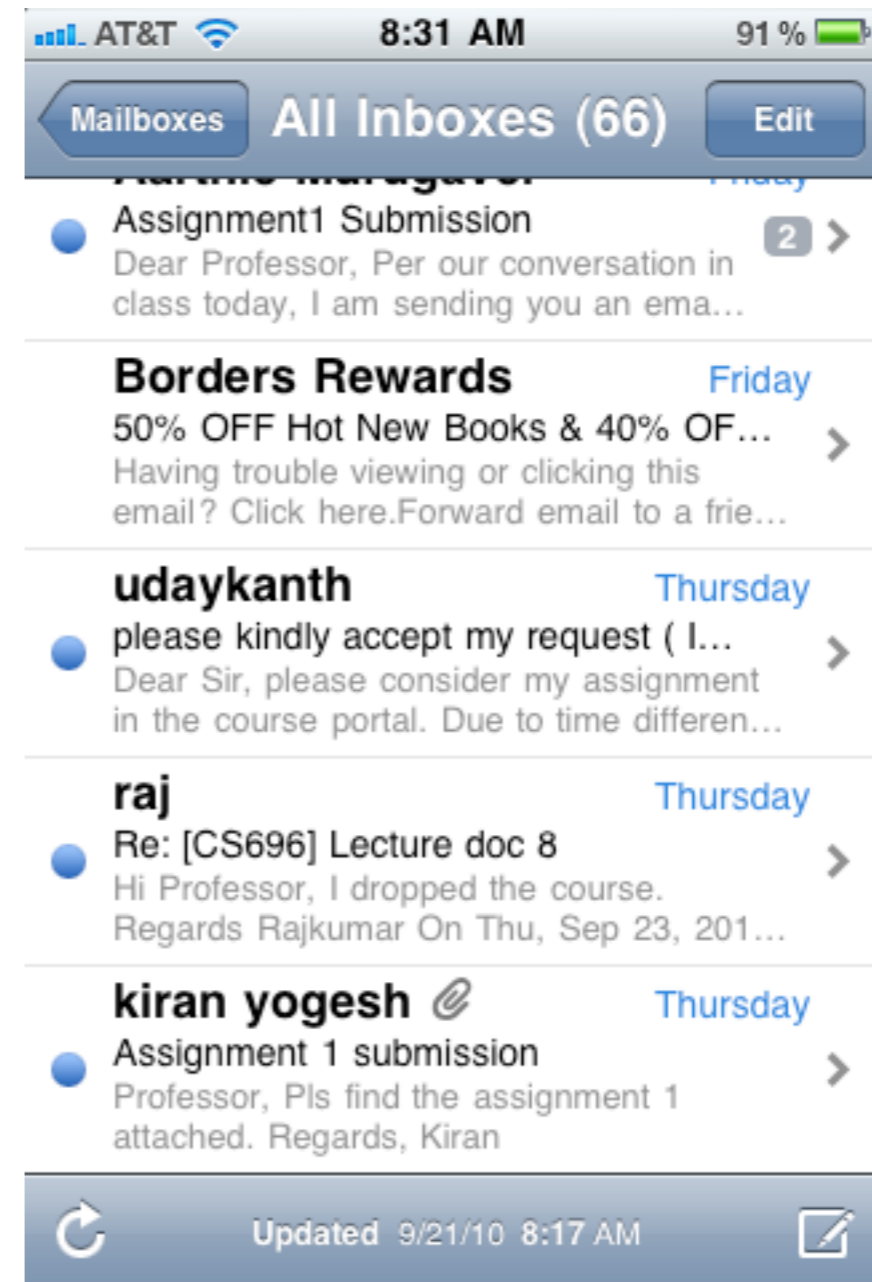 AT&T 8:31 AM 91 %
Mailboxes All Inboxes (66) Edit
Friday
Assignment1 Submission 2
Dear Professor, Per our conversation in
class today, I am sending you an ema...
Borders Rewards Friday
50% OFF Hot New Books & 40% OF...
Having trouble viewing or clicking this
email? Click here.Forward email to a frie...
udaykanth Thursday
please kindly accept my request ( I...
Dear Sir, please consider my assignment
in the course portal. Due to time differen...
raj Thursday
Re: [CS696] Lecture doc 8
Hi Professor, I dropped the course.
Regards Rajkumar On Thu, Sep 23, 201...
kiran yogesh Thursday
Assignment 1 submission
Professor, Pls find the assignment 1
attached. Regards, Kiran
Updated 9/21/10 8:17 AM